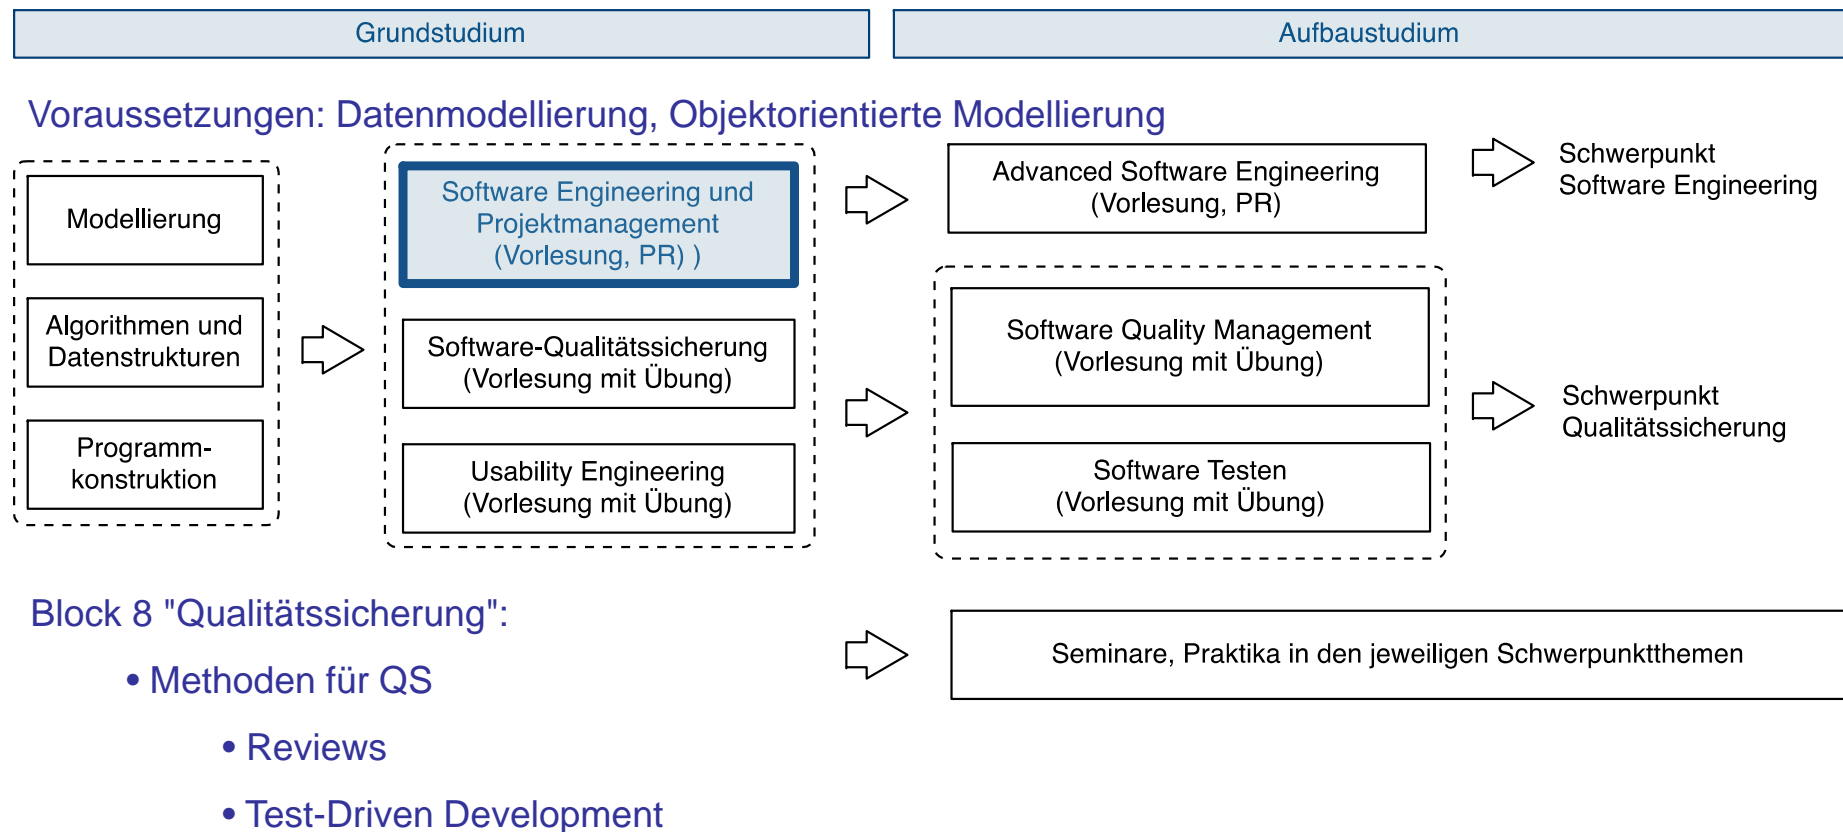 Grundstudium
Aufbaustudium
Voraussetzungen: Datenmodellierung, Objektorientierte Modellierung
Modellierung
Algorithmen und
Datenstrukturen
Programm-
konstruktion
Software Engineering und
Projektmanagement
(Vorlesung, PR) )
Software-Qualitätssicherung
(Vorlesung mit Übung)
Usability Engineering
(Vorlesung mit Übung)
Advanced Software Engineering
(Vorlesung, PR)
Software Quality Management
(Vorlesung mit Übung)
Software Testen
(Vorlesung mit Übung)
Schwerpunkt
Software Engineering
Schwerpunkt
Qualitätssicherung
Seminare, Praktika in den jeweiligen Schwerpunktthemen
Block 8 "Qualitätssicherung":
• Methoden für QS
• Reviews
• Test-Driven Development